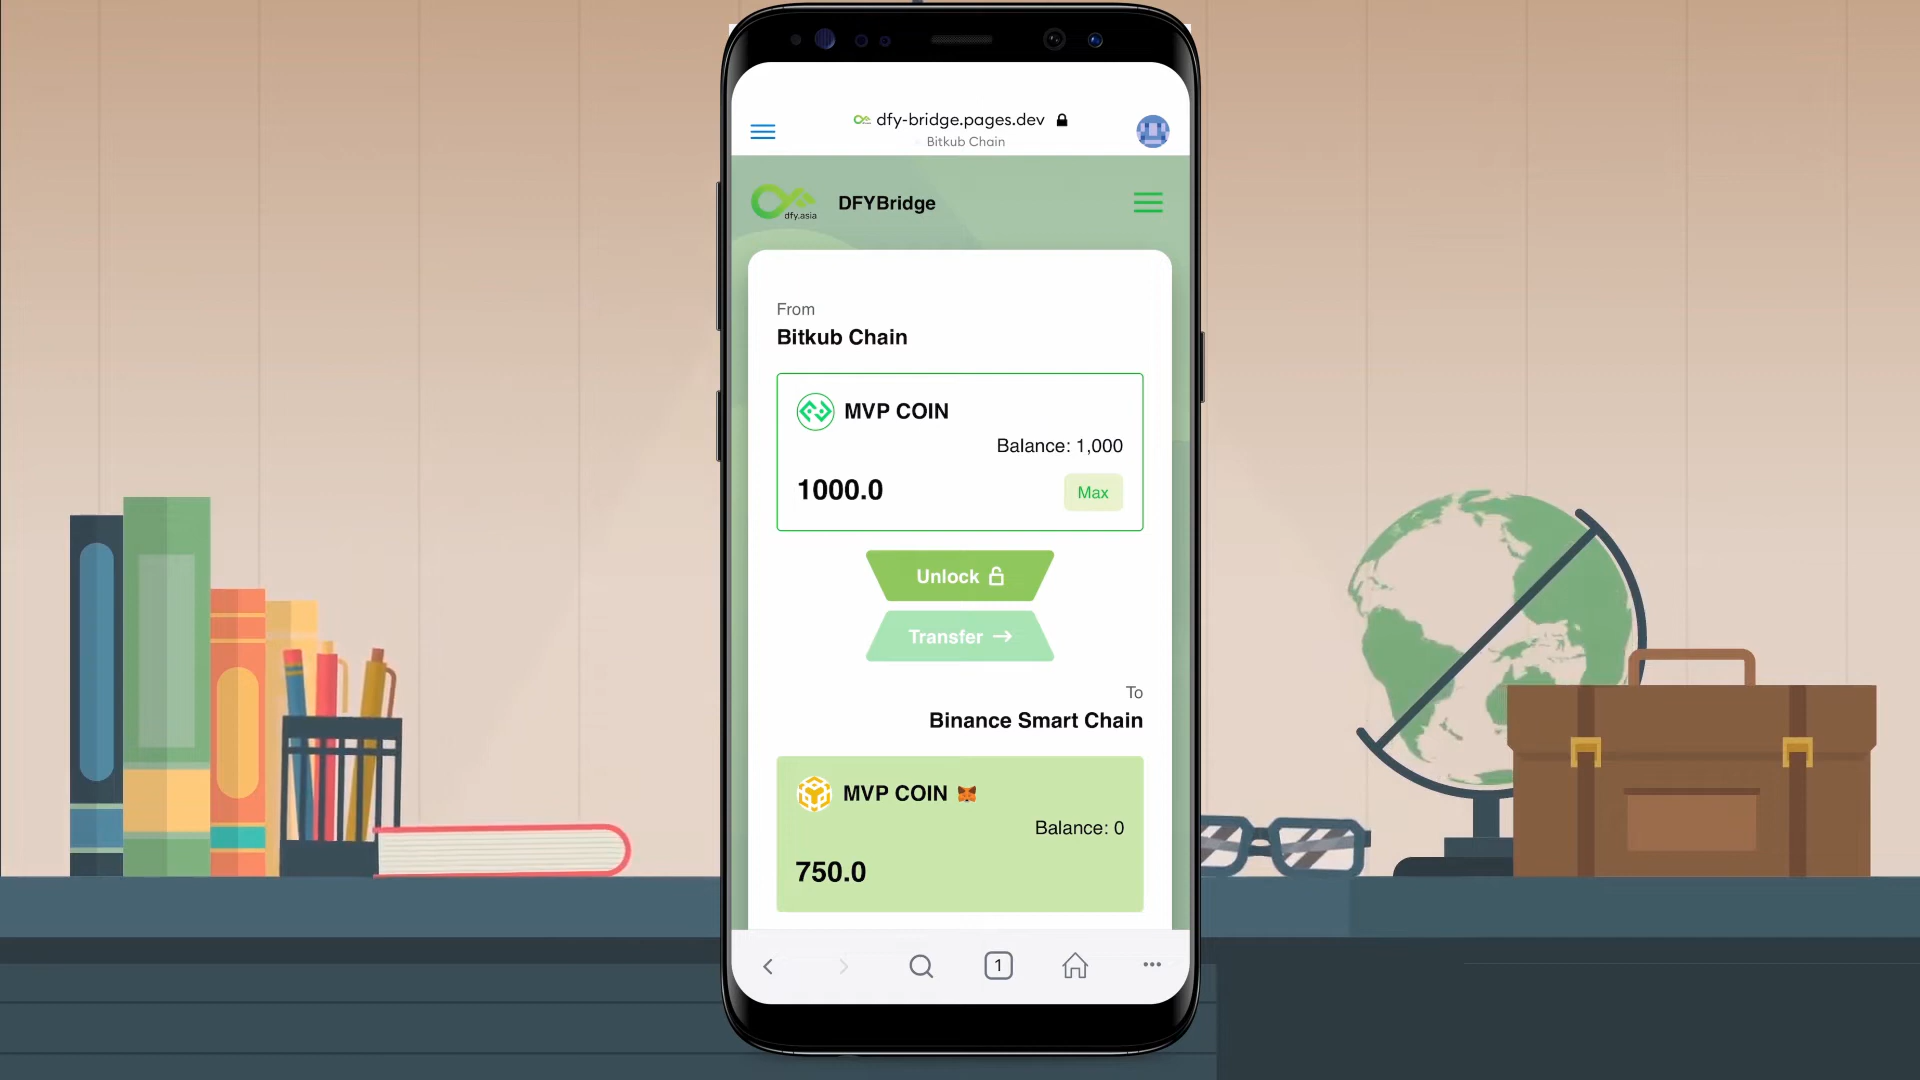 dfy-bridge.pages.dev
Bitkub Chain
dfy.asia
DFYBridge
From
Bitkub Chain
MVP COIN
Balance: 1,000
1000.0
Max
Unlock
Transfer →
To
Binance Smart Chain
MVP COIN
Balance: 0
750.0
1